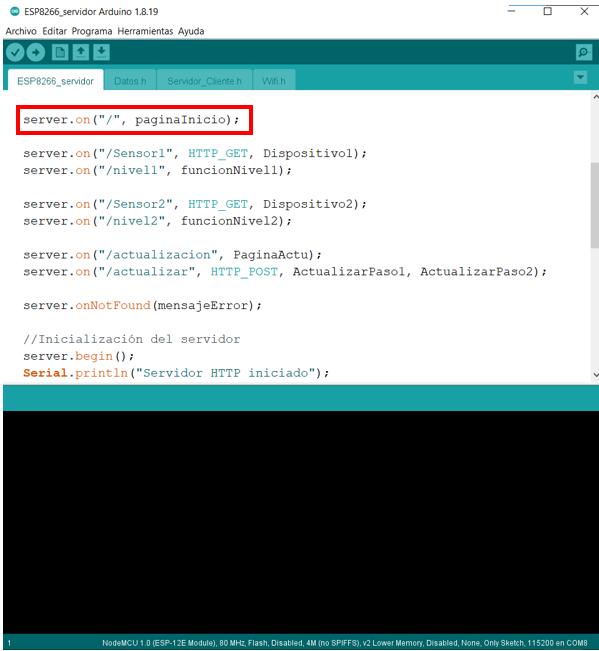 ESP8266_servidor Arduino 1.8.19
Archivo Editar Programa Herramientas Ayuda
ESP8266_servidor Datos.h Servidor_Cliente.h Wifi.h
server.on("/", paginaInicio);
server.on("/Sensor1", HTTP_GET, Dispositivo1);
server.on("/nivel1", funcionNivel1);
server.on("/Sensor2", HTTP_GET, Dispositivo2);
server.on("/nivel2", funcionNivel2);
server.on("/actualizacion", PaginaActu);
server.on("/actualizar", HTTP_POST, ActualizarPaso1, ActualizarPaso2);
server.onNotFound(mensajeError);
//Inicialización del servidor
server.begin();
Serial.println("Servidor HTTP iniciado");
1 NodeMCU 1.0 (ESP-12E Module), 80 MHz, Flash, Disabled, 4M (no SPIFFS), v2 Lower Memory, Disabled, None, Only Sketch, 115200 en COM8